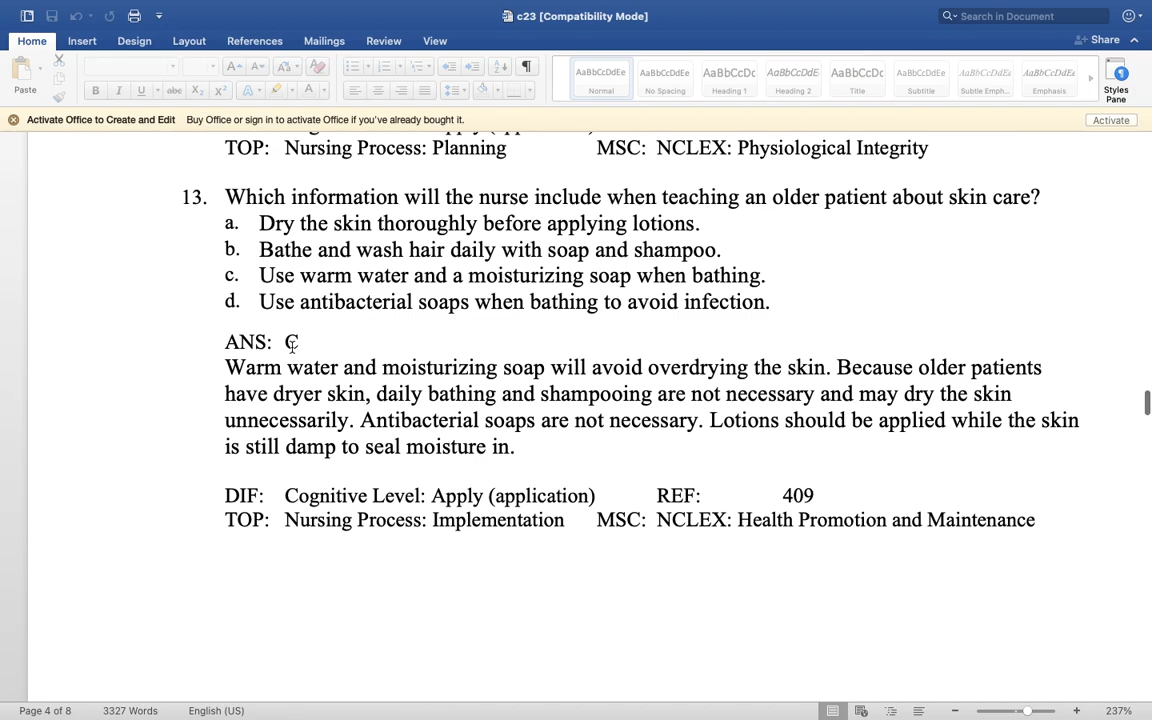 c23 [Compatibility Mode]
Search in Document
Home Insert Design Layout References Mailings Review View
Share
Paste
AaBbCcDdEe AaBbCcDdEe AaBbCcDc AaBbCcDdE AaBbCcDc AaBbCcDdEe AaBbCcDdEe AaBbCcDdEe
Normal No Spacing Heading 1 Heading 2 Title Subtitle Subtle Emph... Emphasis
Styles
Pane
Activate Office to Create and Edit Buy Office or sign in to activate Office if you've already bought it. Activate
TOP: Nursing Process: Planning MSC: NCLEX: Physiological Integrity
13. Which information will the nurse include when teaching an older patient about skin care?
a. Dry the skin thoroughly before applying lotions.
b. Bathe and wash hair daily with soap and shampoo.
c. Use warm water and a moisturizing soap when bathing.
d. Use antibacterial soaps when bathing to avoid infection.
ANS: C
Warm water and moisturizing soap will avoid overdrying the skin. Because older patients
have dryer skin, daily bathing and shampooing are not necessary and may dry the skin
unnecessarily. Antibacterial soaps are not necessary. Lotions should be applied while the skin
is still damp to seal moisture in.
DIF: Cognitive Level: Apply (application) REF: 409
TOP: Nursing Process: Implementation MSC: NCLEX: Health Promotion and Maintenance
Page 4 of 8 3327 Words English (US) 237%